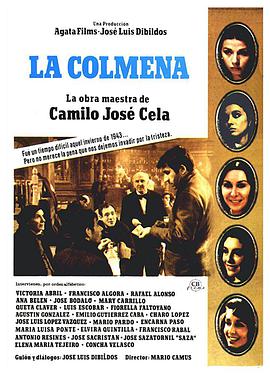 Una Producción
Agata Films-José Luis Dibildos
LA COLMENA
La obra maestra de
Camilo José Cela
Fue un tiempo difícil aquel invierno de 1943...
Pero no merece la pena que nos dejemos invadir por la tristeza.
Intervienen, por orden alfabético:
VICTORIA ABRIL · FRANCISCO ALGORA · RAFAEL ALONSO
ANA BELEN · JOSE BODALO · MARY CARRILLO
QUETA CLAVER · LUIS ESCOBAR · FIORELLA FALTOYANO
AGUSTIN GONZALEZ · EMILIO GUTIERREZ CABA · CHARO LOPEZ
JOSE LUIS LOPEZ VAZQUEZ · MARIO PARDO · ENCARNA PASO
MARIA LUISA PONTE · ELVIRA QUINTILLA · FRANCISCO RABAL
ANTONIO RESINES · JOSE SACRISTAN · JOSE SAZATORNIL "SAZA"
ELENA MARIA TEJEIRO · CONCHA VELASCO
Guión y diálogos: JOSE LUIS DIBILDOS Director: MARIO CAMUS